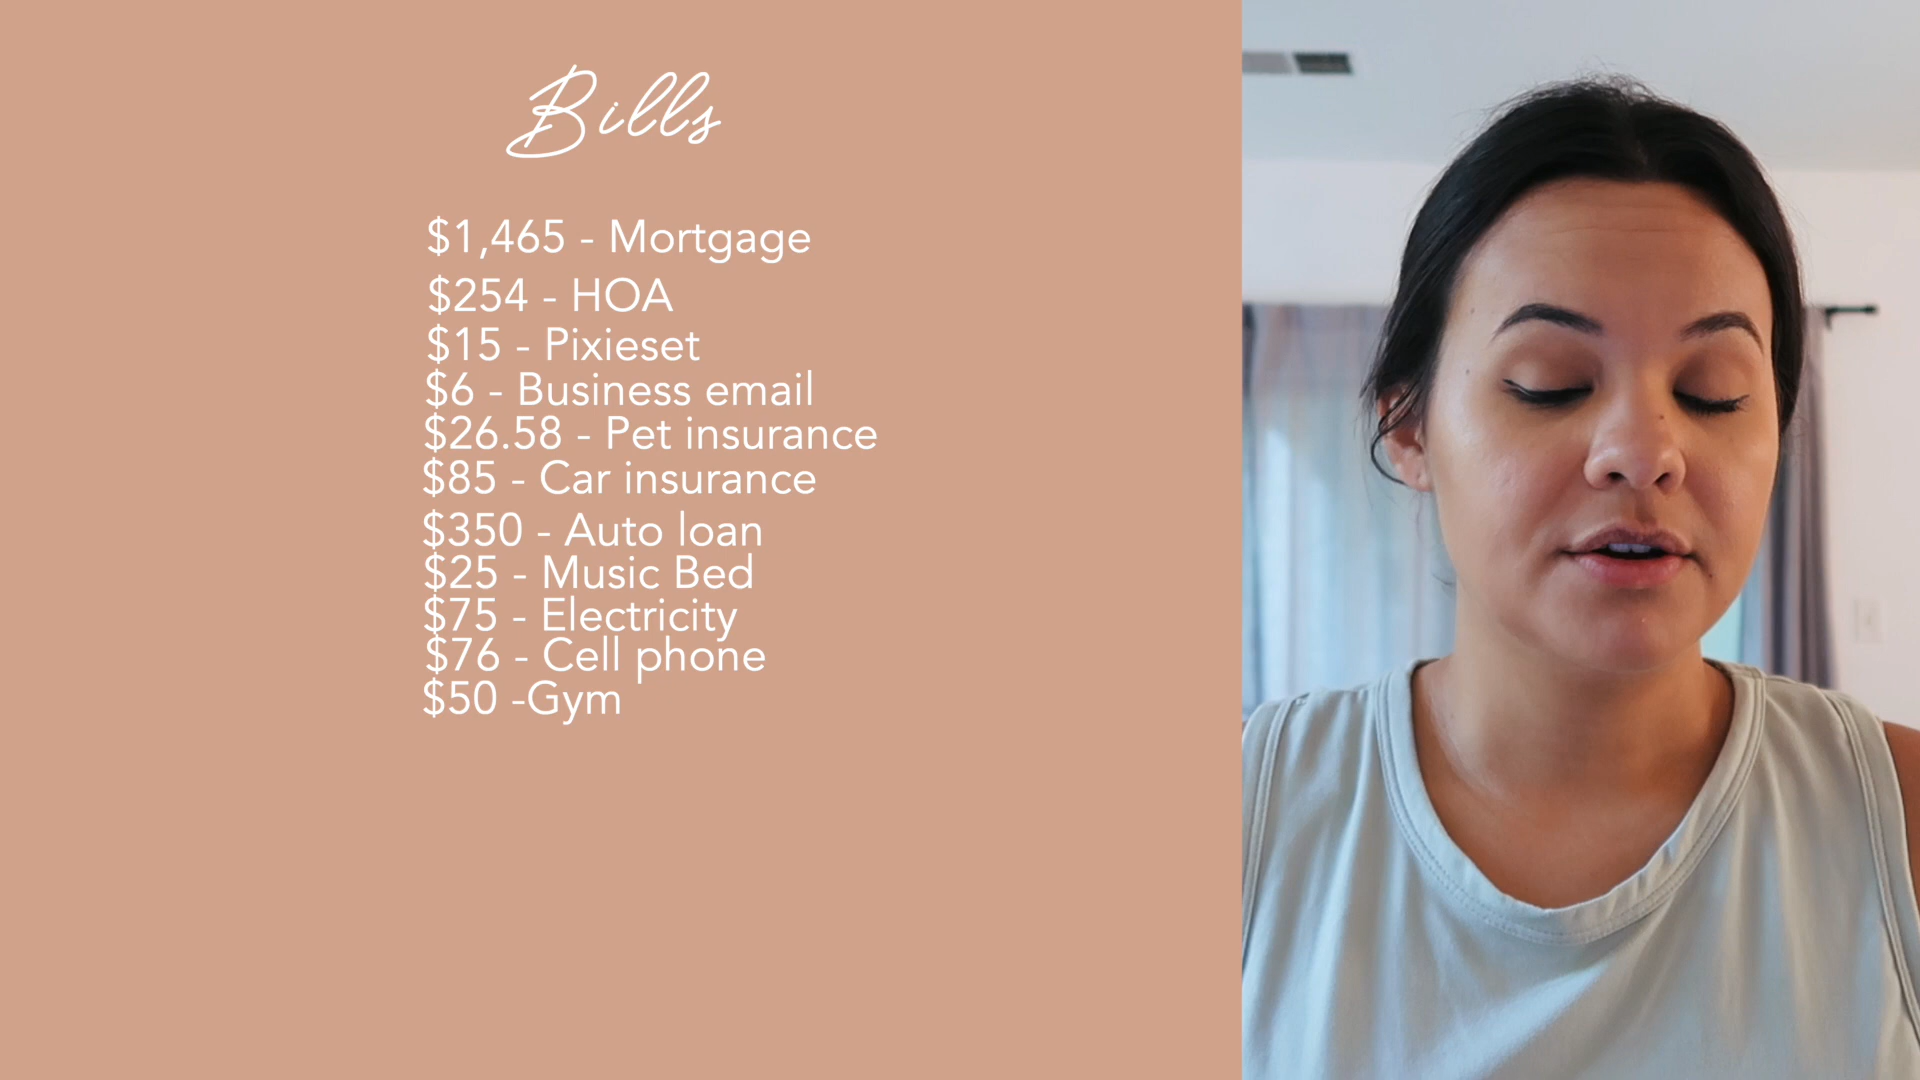 Bills
$1,465 - Mortgage
$254 - HOA
$15 - Pixieset
$6 - Business email
$26.58 - Pet insurance
$85 - Car insurance
$350 - Auto loan
$25 - Music Bed
$75 - Electricity
$76 - Cell phone
$50 -Gym